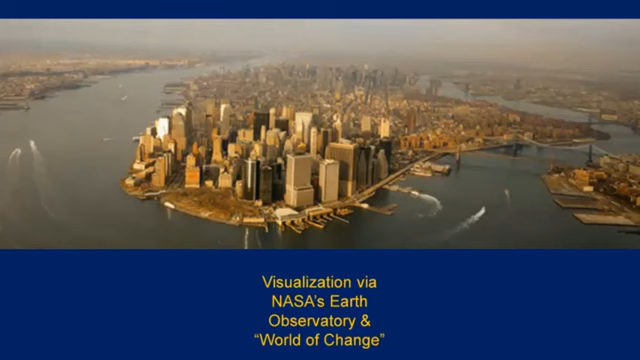 Visualization via
NASA's Earth
Observatory &
“World of Change”